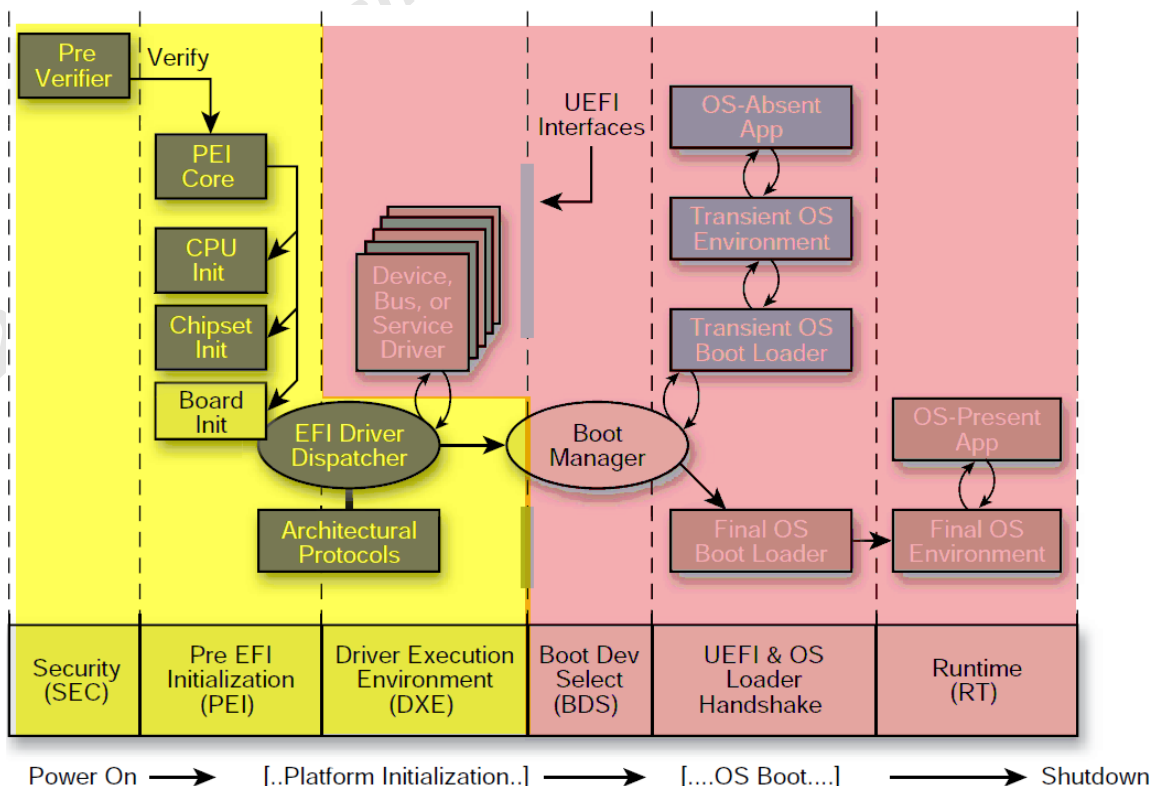 Pre
Verifier
Verify
PEI
Core
CPU
Init
Chipset
Init
Board
Init
EFI Driver
Dispatcher
Architectural
Protocols
Device,
Bus, or
Service
Driver
UEFI
Interfaces
Boot
Manager
OS-Absent
App
Transient OS
Environment
Transient OS
Boot Loader
Final OS
Boot Loader
OS-Present
App
Final OS
Environment
Security
(SEC)
Pre EFI
Initialization
(PEI)
Driver Execution
Environment
(DXE)
Boot Dev
Select
(BDS)
UEFI & OS
Loader
Handshake
Runtime
(RT)
Power On [..Platform Initialization..] [....OS Boot....] Shutdown